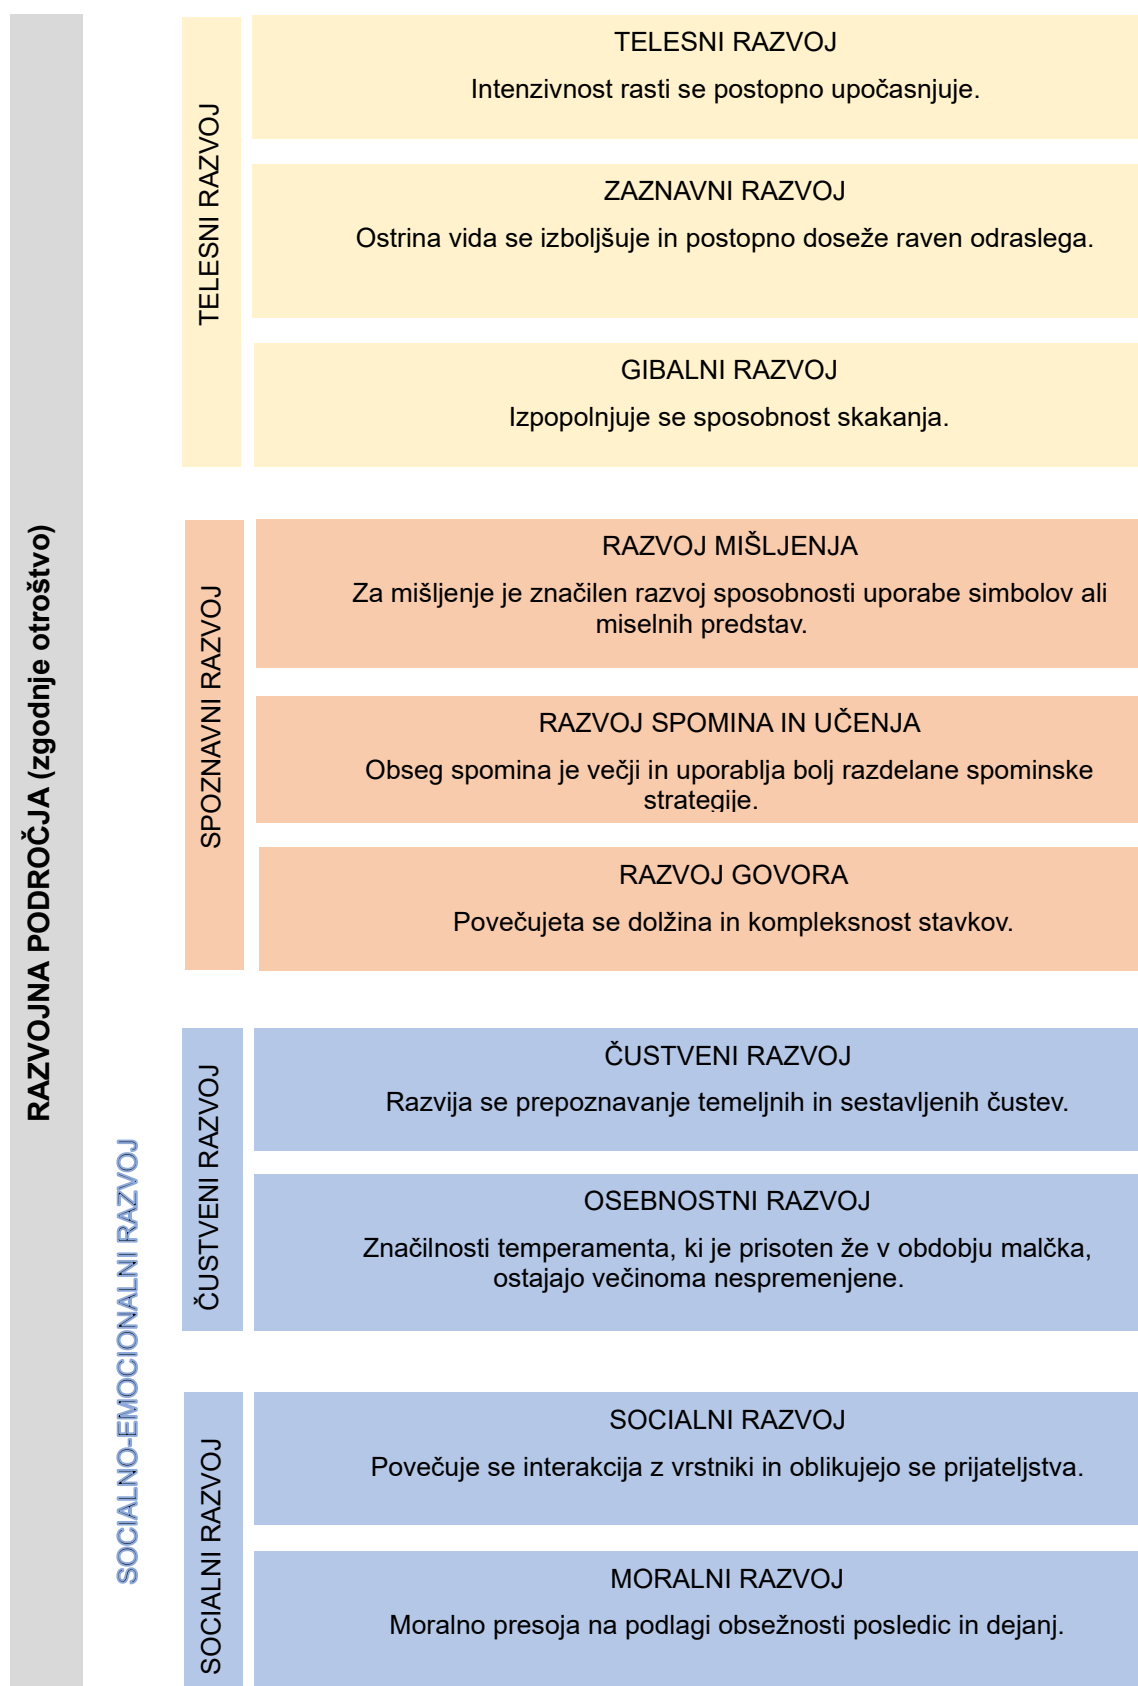 RAZVOJNA PODROČJA (zgodnje otroštvo)
TELESNI RAZVOJ
TELESNI RAZVOJ
Intenzivnost rasti se postopno upočasnjuje.
ZAZNAVNI RAZVOJ
Ostrina vida se izboljšuje in postopno doseže raven odraslega.
GIBALNI RAZVOJ
Izpopolnjuje se sposobnost skakanja.
SPOZNAVNI RAZVOJ
RAZVOJ MIŠLJENJA
Za mišljenje je značilen razvoj sposobnosti uporabe simbolov ali
miselnih predstav.
RAZVOJ SPOMINA IN UČENJA
Obseg spomina je večji in uporablja bolj razdelane spominske
strategije.
RAZVOJ GOVORA
Povečujeta se dolžina in kompleksnost stavkov.
SOCIALNO-EMOCIONALNI RAZVOJ
ČUSTVENI RAZVOJ
ČUSTVENI RAZVOJ
Razvija se prepoznavanje temeljnih in sestavljenih čustev.
OSEBNOSTNI RAZVOJ
Značilnosti temperamenta, ki je prisoten že v obdobju malčka,
ostajajo večinoma nespremenjene.
SOCIALNI RAZVOJ
SOCIALNI RAZVOJ
Povečuje se interakcija z vrstniki in oblikujejo se prijateljstva.
MORALNI RAZVOJ
Moralno presoja na podlagi obsežnosti posledic in dejanj.